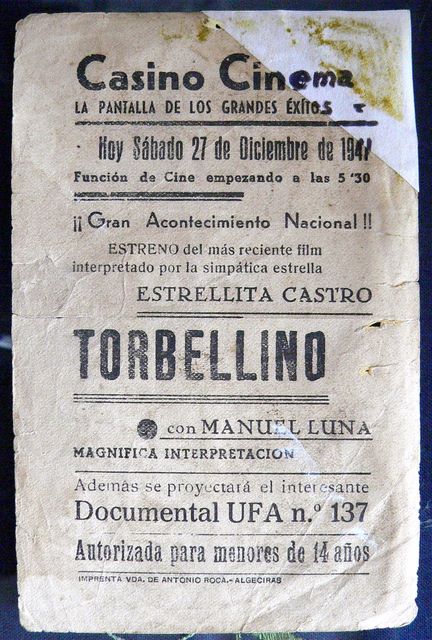 Casino Cinema
LA PANTALLA DE LOS GRANDES ÉXITOS
Hoy Sábado 27 de Diciembre de 1941
Función de Cine empezando a las 5'30
¡¡Gran Acontecimiento Nacional!!
ESTRENO del más reciente film
interpretado por la simpática estrella
ESTRELLITA CASTRO
TORBELLINO
con MANUEL LUNA
MAGNIFICA INTERPRETACION
Además se proyectará el interesante
Documental UFA n.º 137
Autorizada para menores de 14 años
IMPRENTA VDA. DE ANTONIO ROCA.- ALGECIRAS